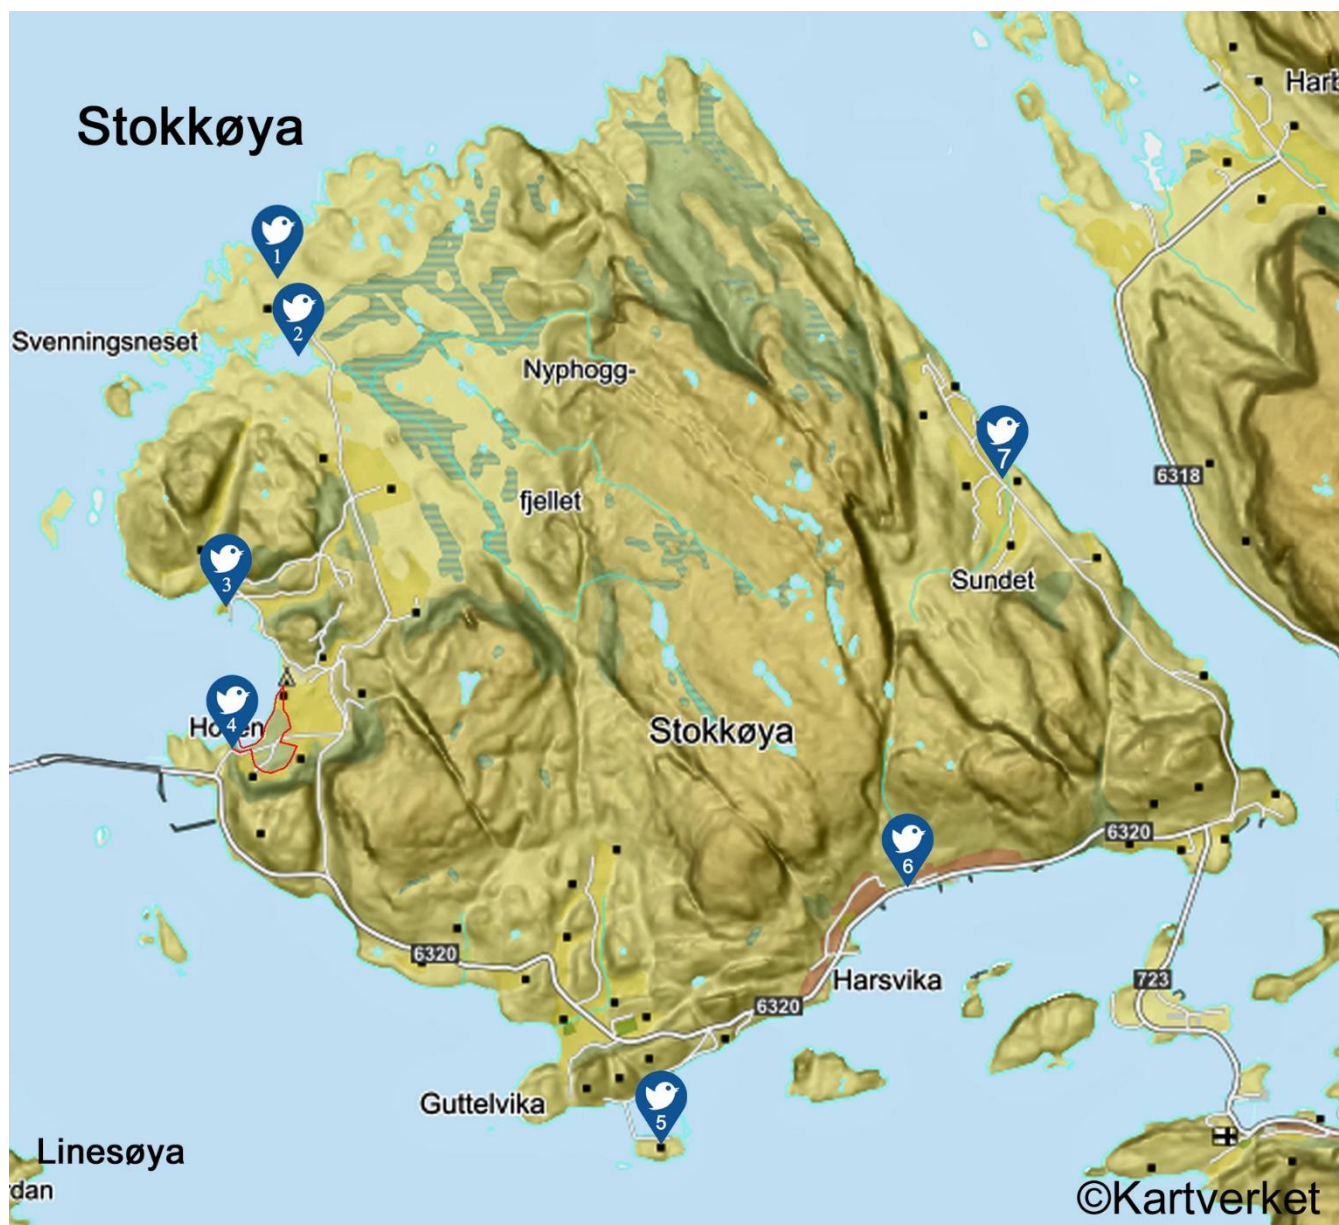 Harb
Stokkøya
1
2
Svenningsneset
Nyphogg-
7
6318
fjellet
3
Sundet
4
Stokkøya
6320
6
6320
Harsvika
723
6320
Guttelvika
5
Linesøya
dan
©Kartverket